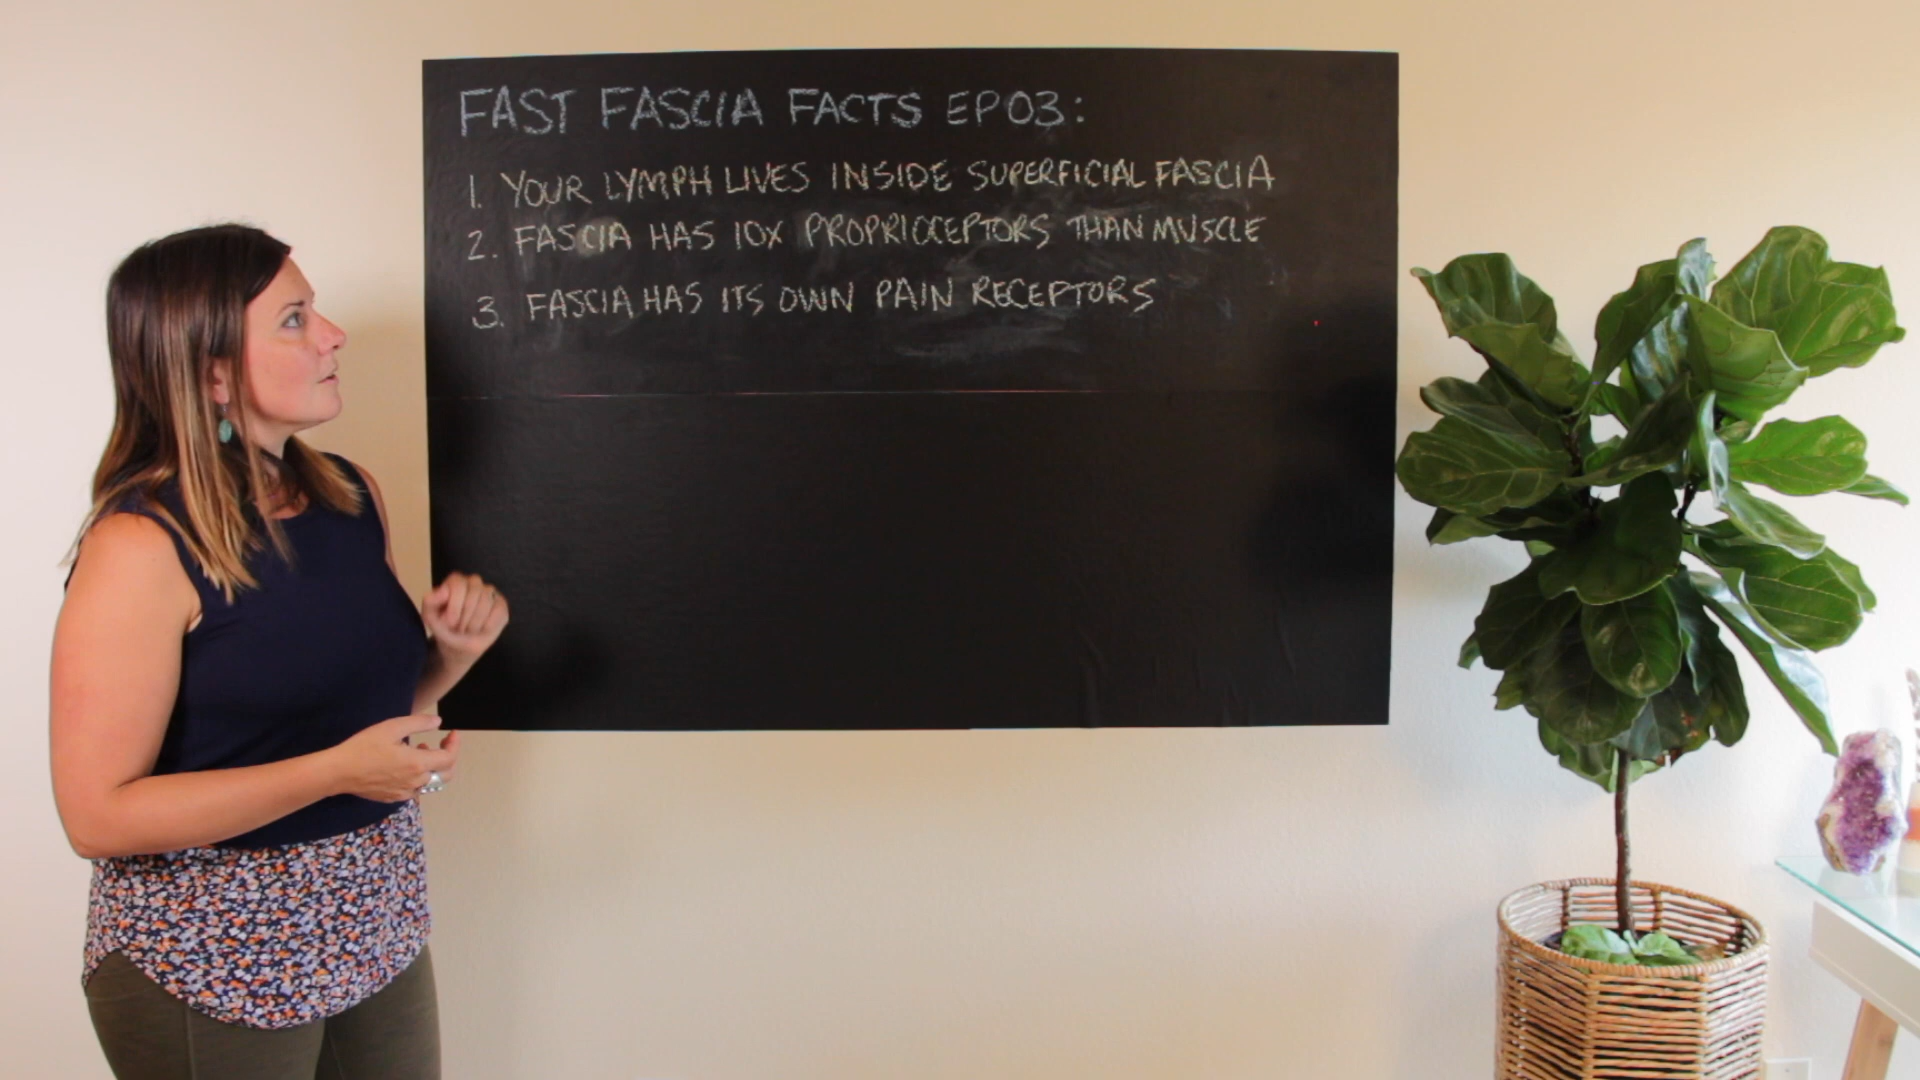 FAST FASCIA FACTS EP03:
1. YOUR LYMPH LIVES INSIDE SUPERFICIAL FASCIA
2. FASCIA HAS 10X PROPRIOCEPTORS THAN MUSCLE
3. FASCIA HAS ITS OWN PAIN RECEPTORS